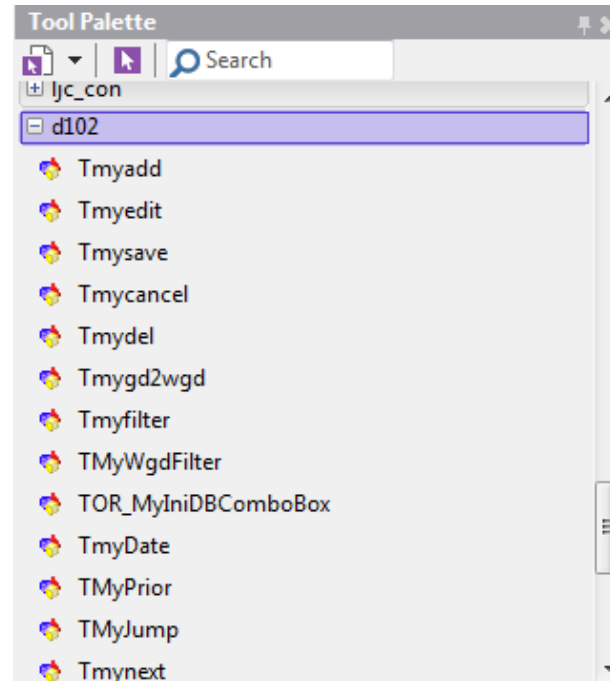 Tool Palette
Search
ljc_con
d102
Tmyadd
Tmyedit
Tmysave
Tmycancel
Tmydel
Tmygd2wgd
Tmyfilter
TMyWgdFilter
TOR_MyIniDBComboBox
TmyDate
TMyPrior
TMyJump
Tmynext